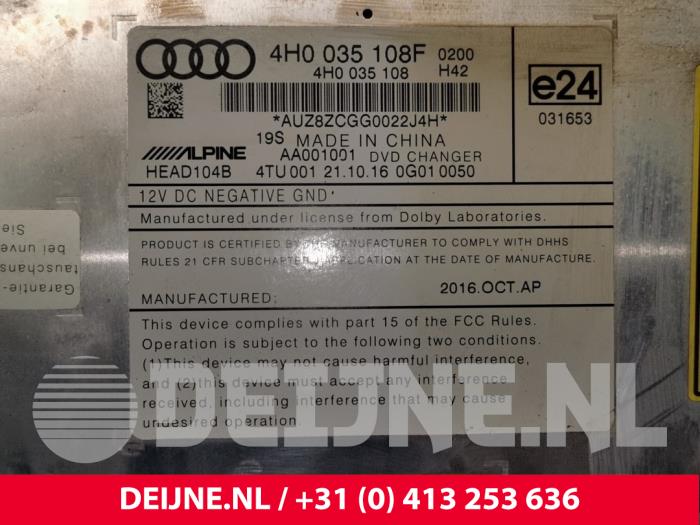 4H0 035 108F 0200
4H0 035 108 H42
*AUZ8ZCGG0022J4H*
e24
031653
19S MADE IN CHINA
ALPINE AA001001 DVD CHANGER
HEAD104B 4TU001 21.10.16 0G010050
12V DC NEGATIVE GND
Manufactured under license from Dolby Laboratories.
PRODUCT IS CERTIFIED BY THE MANUFACTURER TO COMPLY WITH DHHS
RULES 21 CFR SUBCHAPTER J APPLICATION AT THE DATE OF MANUFACTURE.
MANUFACTURED: 2016.OCT.AP
This device complies with part 15 of the FCC Rules.
Operation is subject to the following two conditions.
(1)This device may not cause harmful interference,
and (2)this device must accept any interference
received, including interference that may cause
undesired operation.
Garantie-
tauschans
bei unve
Sie
DEIJNE.NL
DEIJNE.NL / +31 (0) 413 253 636